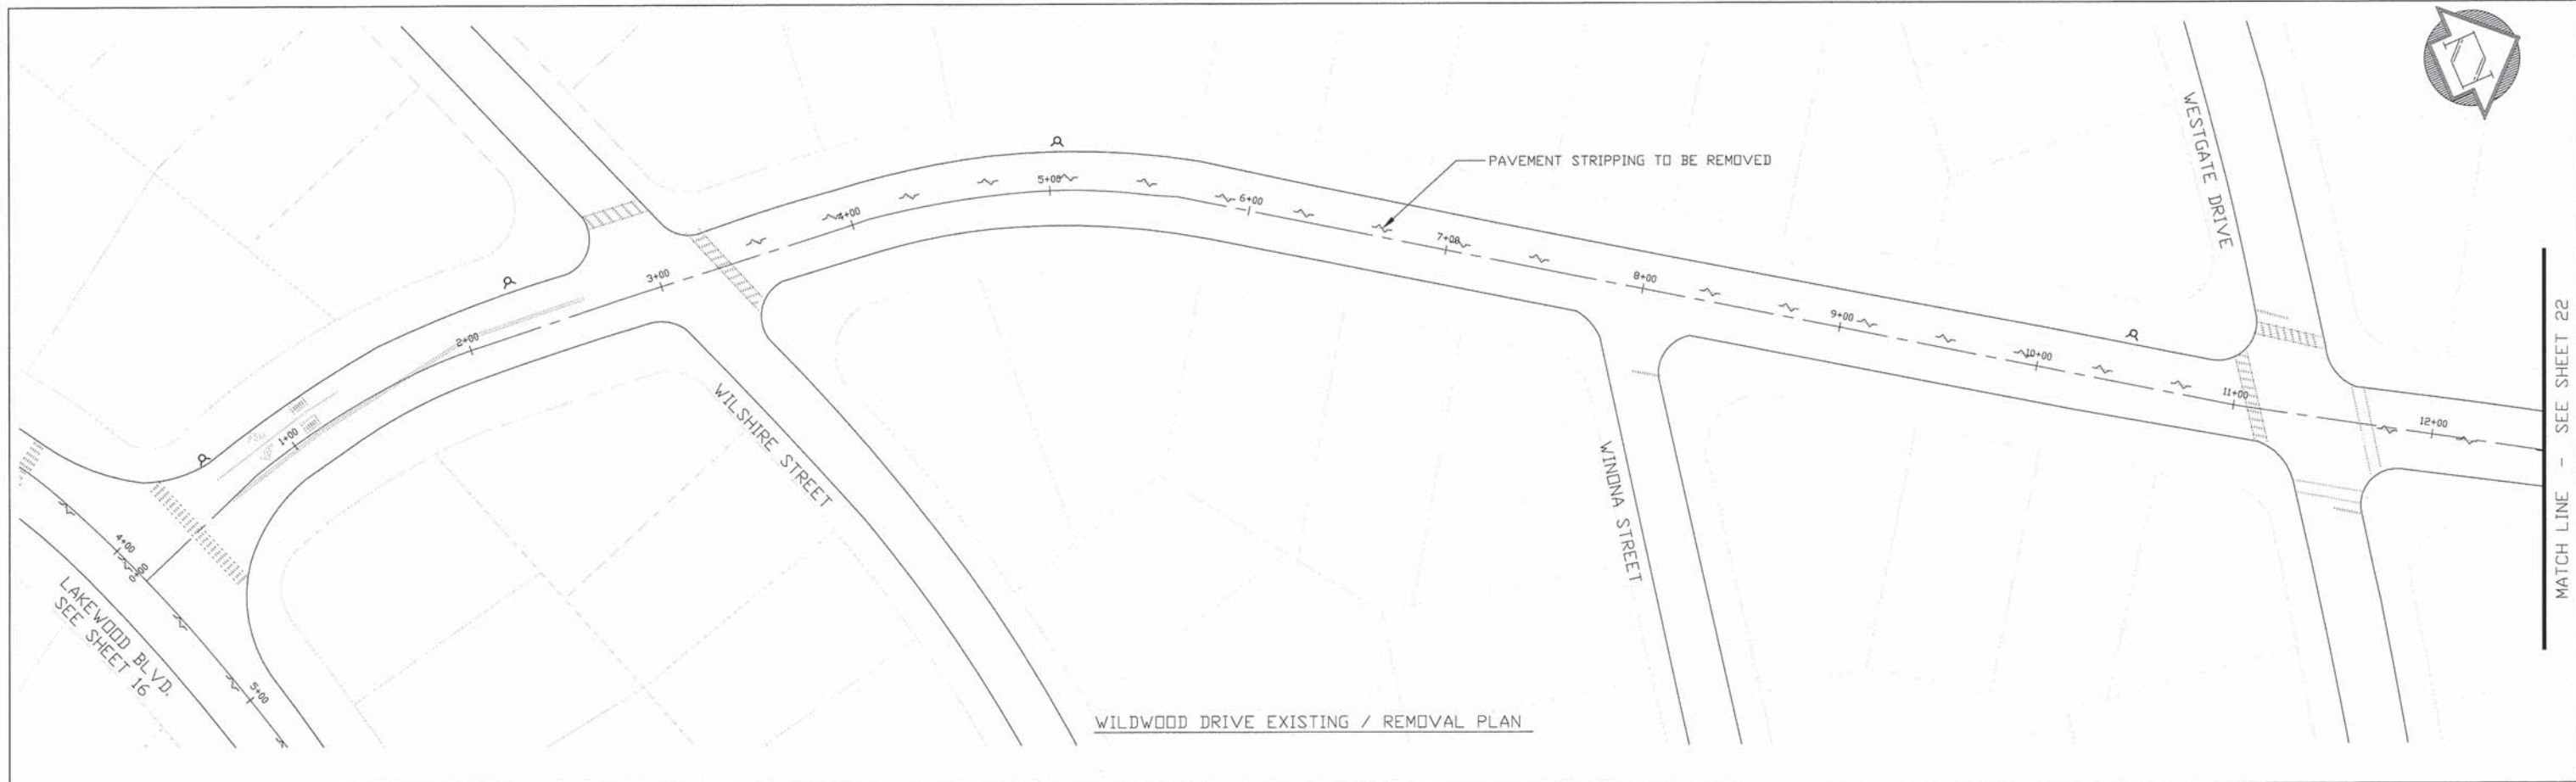 N
WESTGATE DRIVE
PAVEMENT STRIPPING TO BE REMOVED
5+00
6+00
4+00
7+00
3+00
8+00
2+00
9+00
10+00
1+00
11+00
12+00
WILSHIRE STREET
WINONA STREET
MATCH LINE - SEE SHEET 22
4+00
0+00
5+00
LAKEWOOD BLVD.
SEE SHEET 16
WILDWOOD DRIVE EXISTING / REMOVAL PLAN